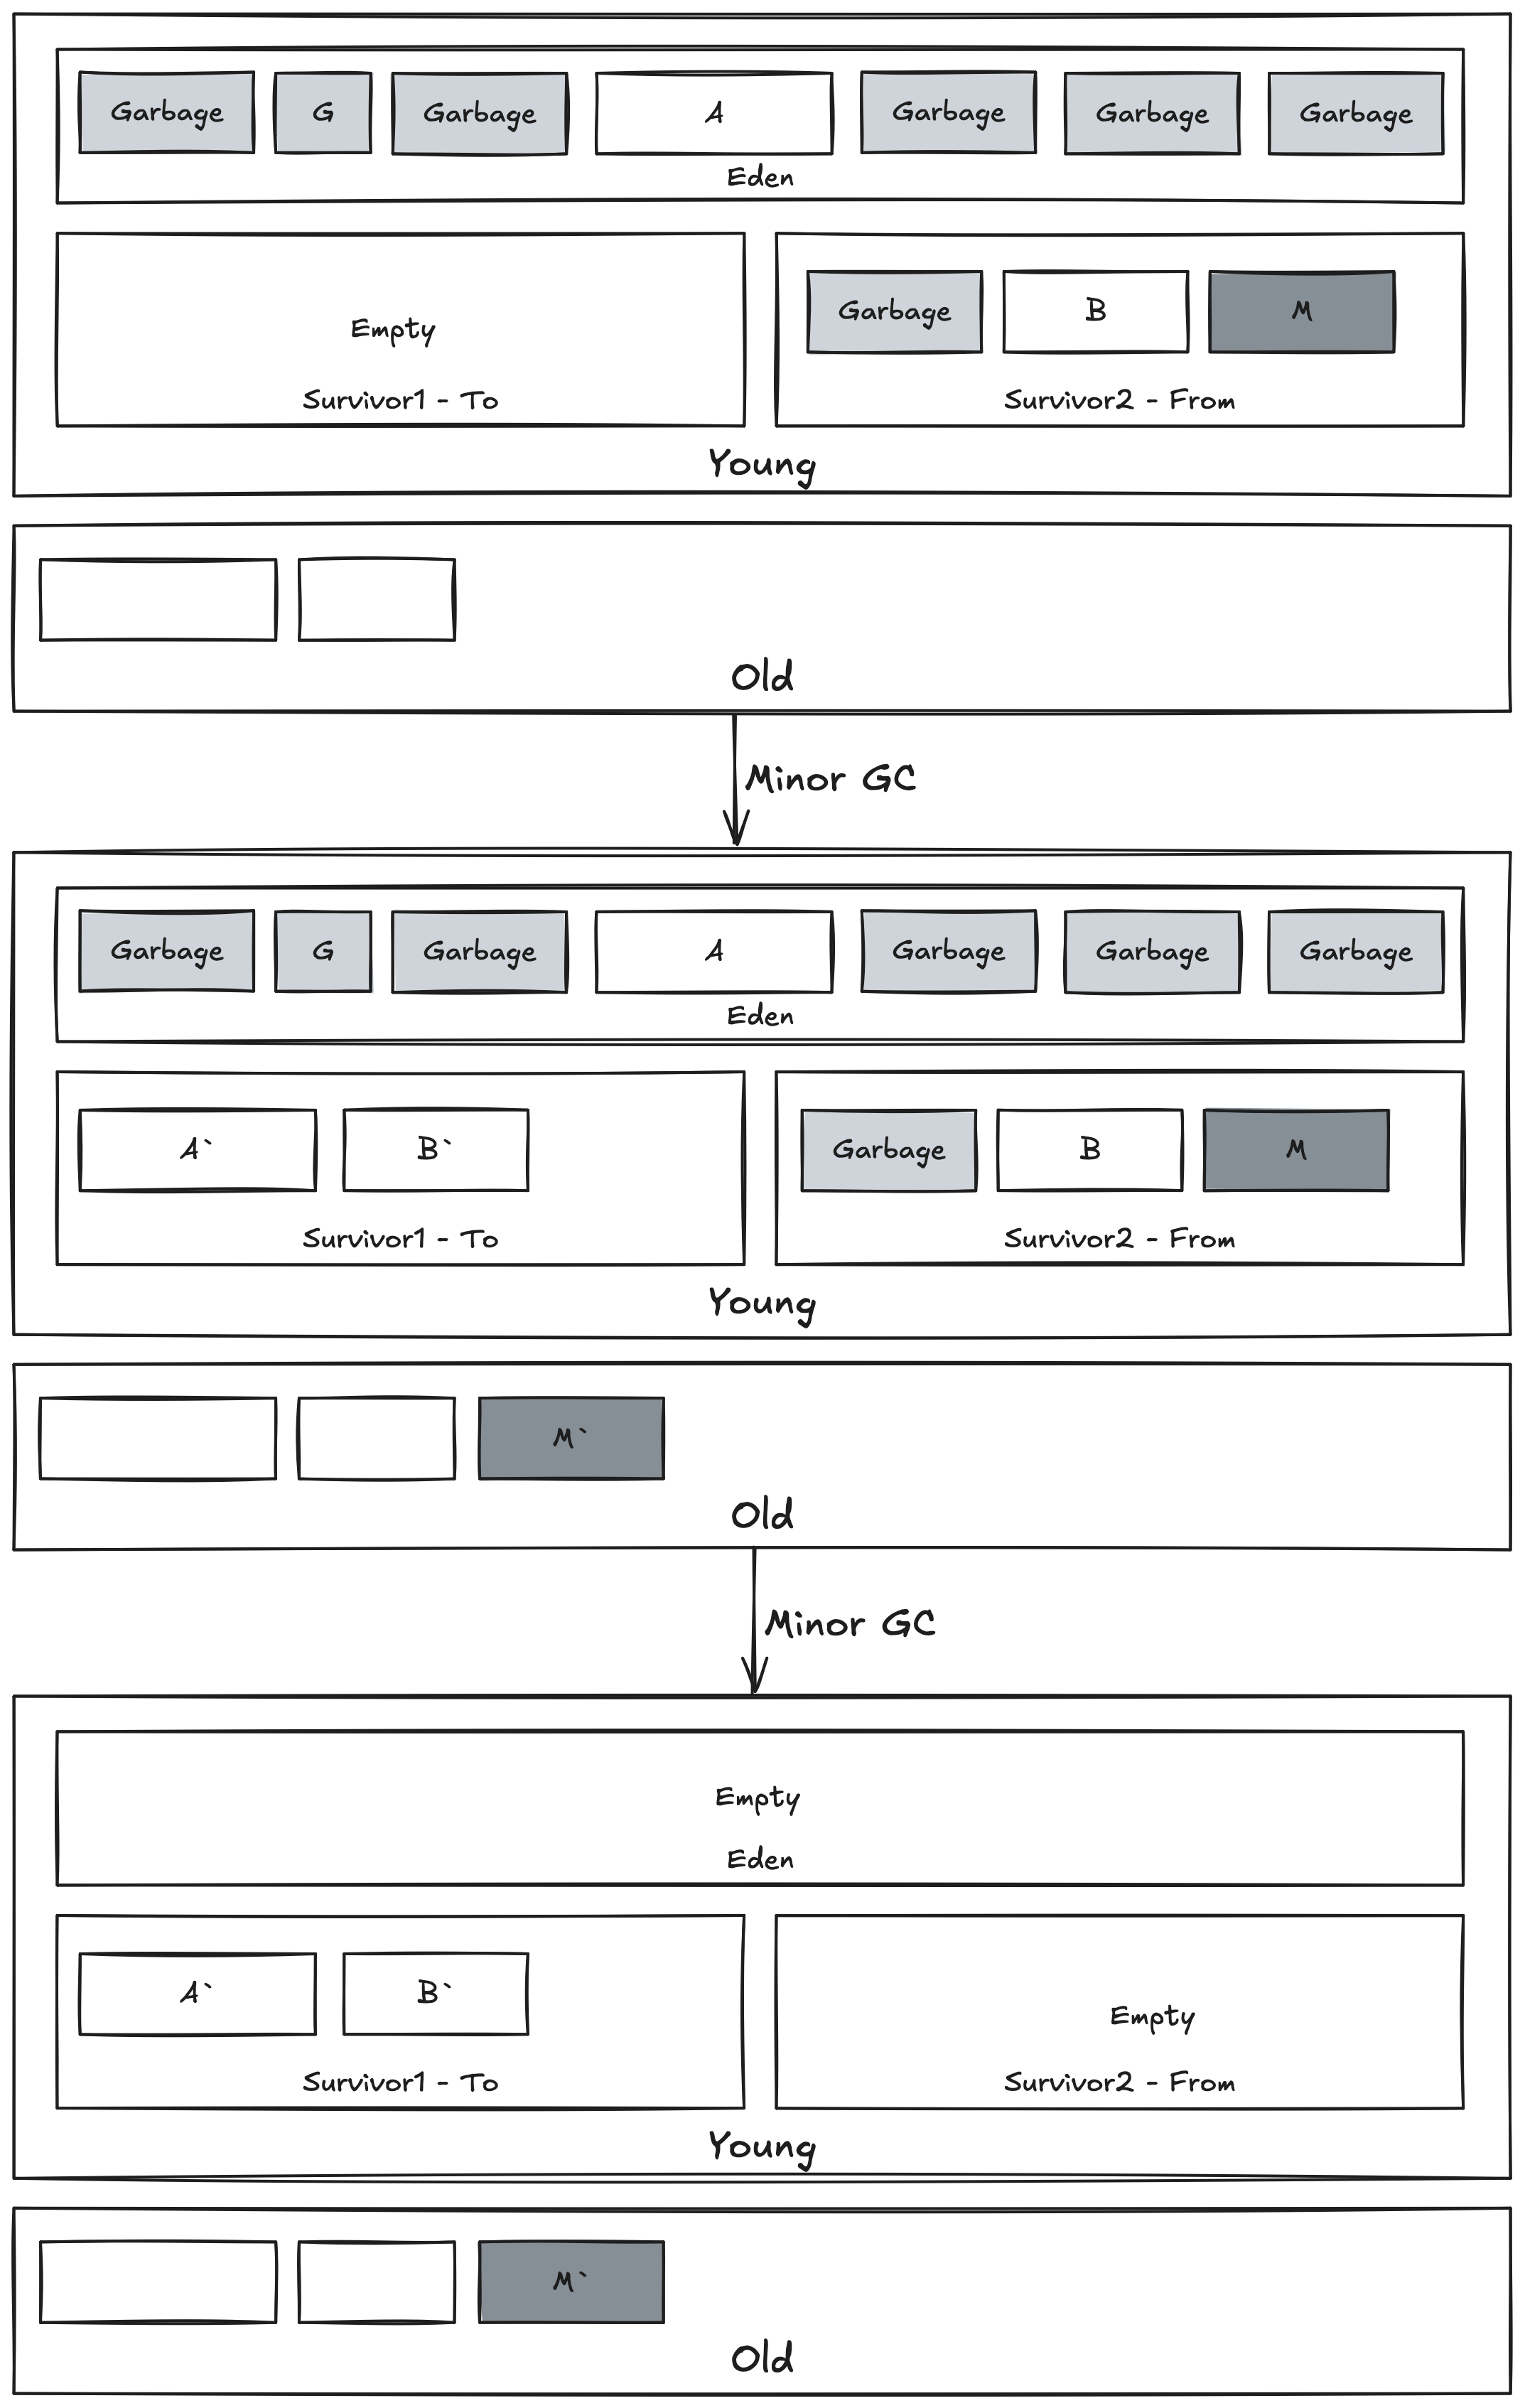 Garbage G Garbage A Garbage Garbage Garbage
Eden
Garbage B M
Empty
Survivor1 - To
Survivor2 - From
Young
Old
Minor GC
Garbage G Garbage A Garbage Garbage Garbage
Eden
A` B`
Garbage B M
Survivor1 - To
Survivor2 - From
Young
M`
Old
Minor GC
Empty
Eden
A` B`
Empty
Survivor1 - To
Survivor2 - From
Young
M`
Old